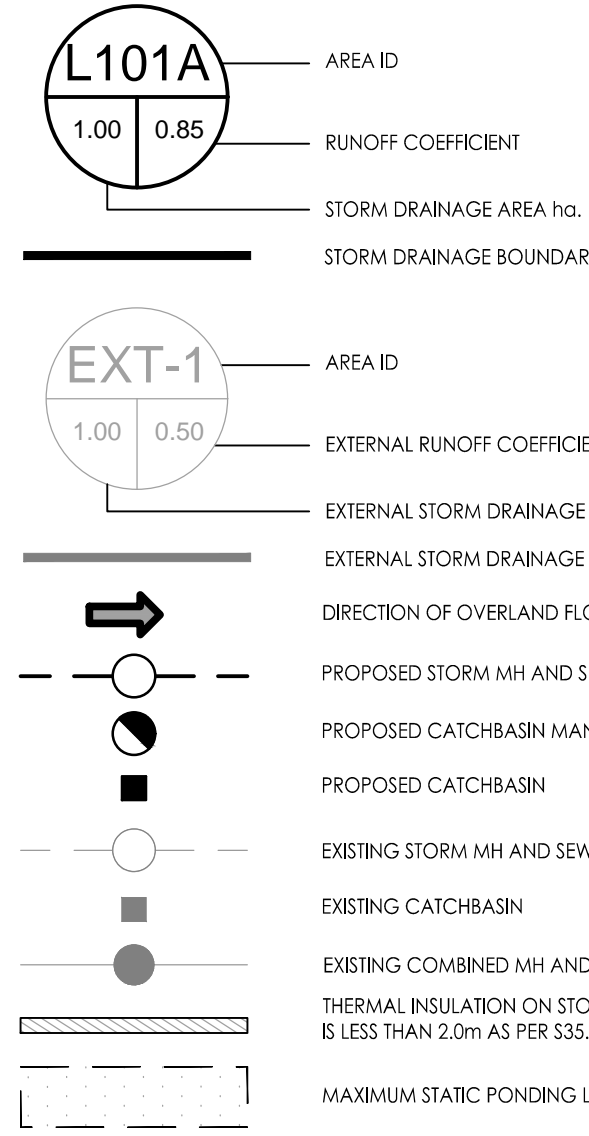 L101A
AREA ID
1.00
0.85
RUNOFF COEFFICIENT
STORM DRAINAGE AREA ha.
STORM DRAINAGE BOUNDAR
EXT-1
AREA ID
1.00
0.50
EXTERNAL RUNOFF COEFFICIE
EXTERNAL STORM DRAINAGE
EXTERNAL STORM DRAINAGE
DIRECTION OF OVERLAND FLO
PROPOSED STORM MH AND S
PROPOSED CATCHBASIN MAN
PROPOSED CATCHBASIN
EXISTING STORM MH AND SEW
EXISTING CATCHBASIN
EXISTING COMBINED MH AND
THERMAL INSULATION ON STO
IS LESS THAN 2.0m AS PER S35.
MAXIMUM STATIC PONDING L